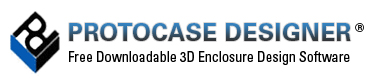 PROTOCASE DESIGNER®
Free Downloadable 3D Enclosure Design Software